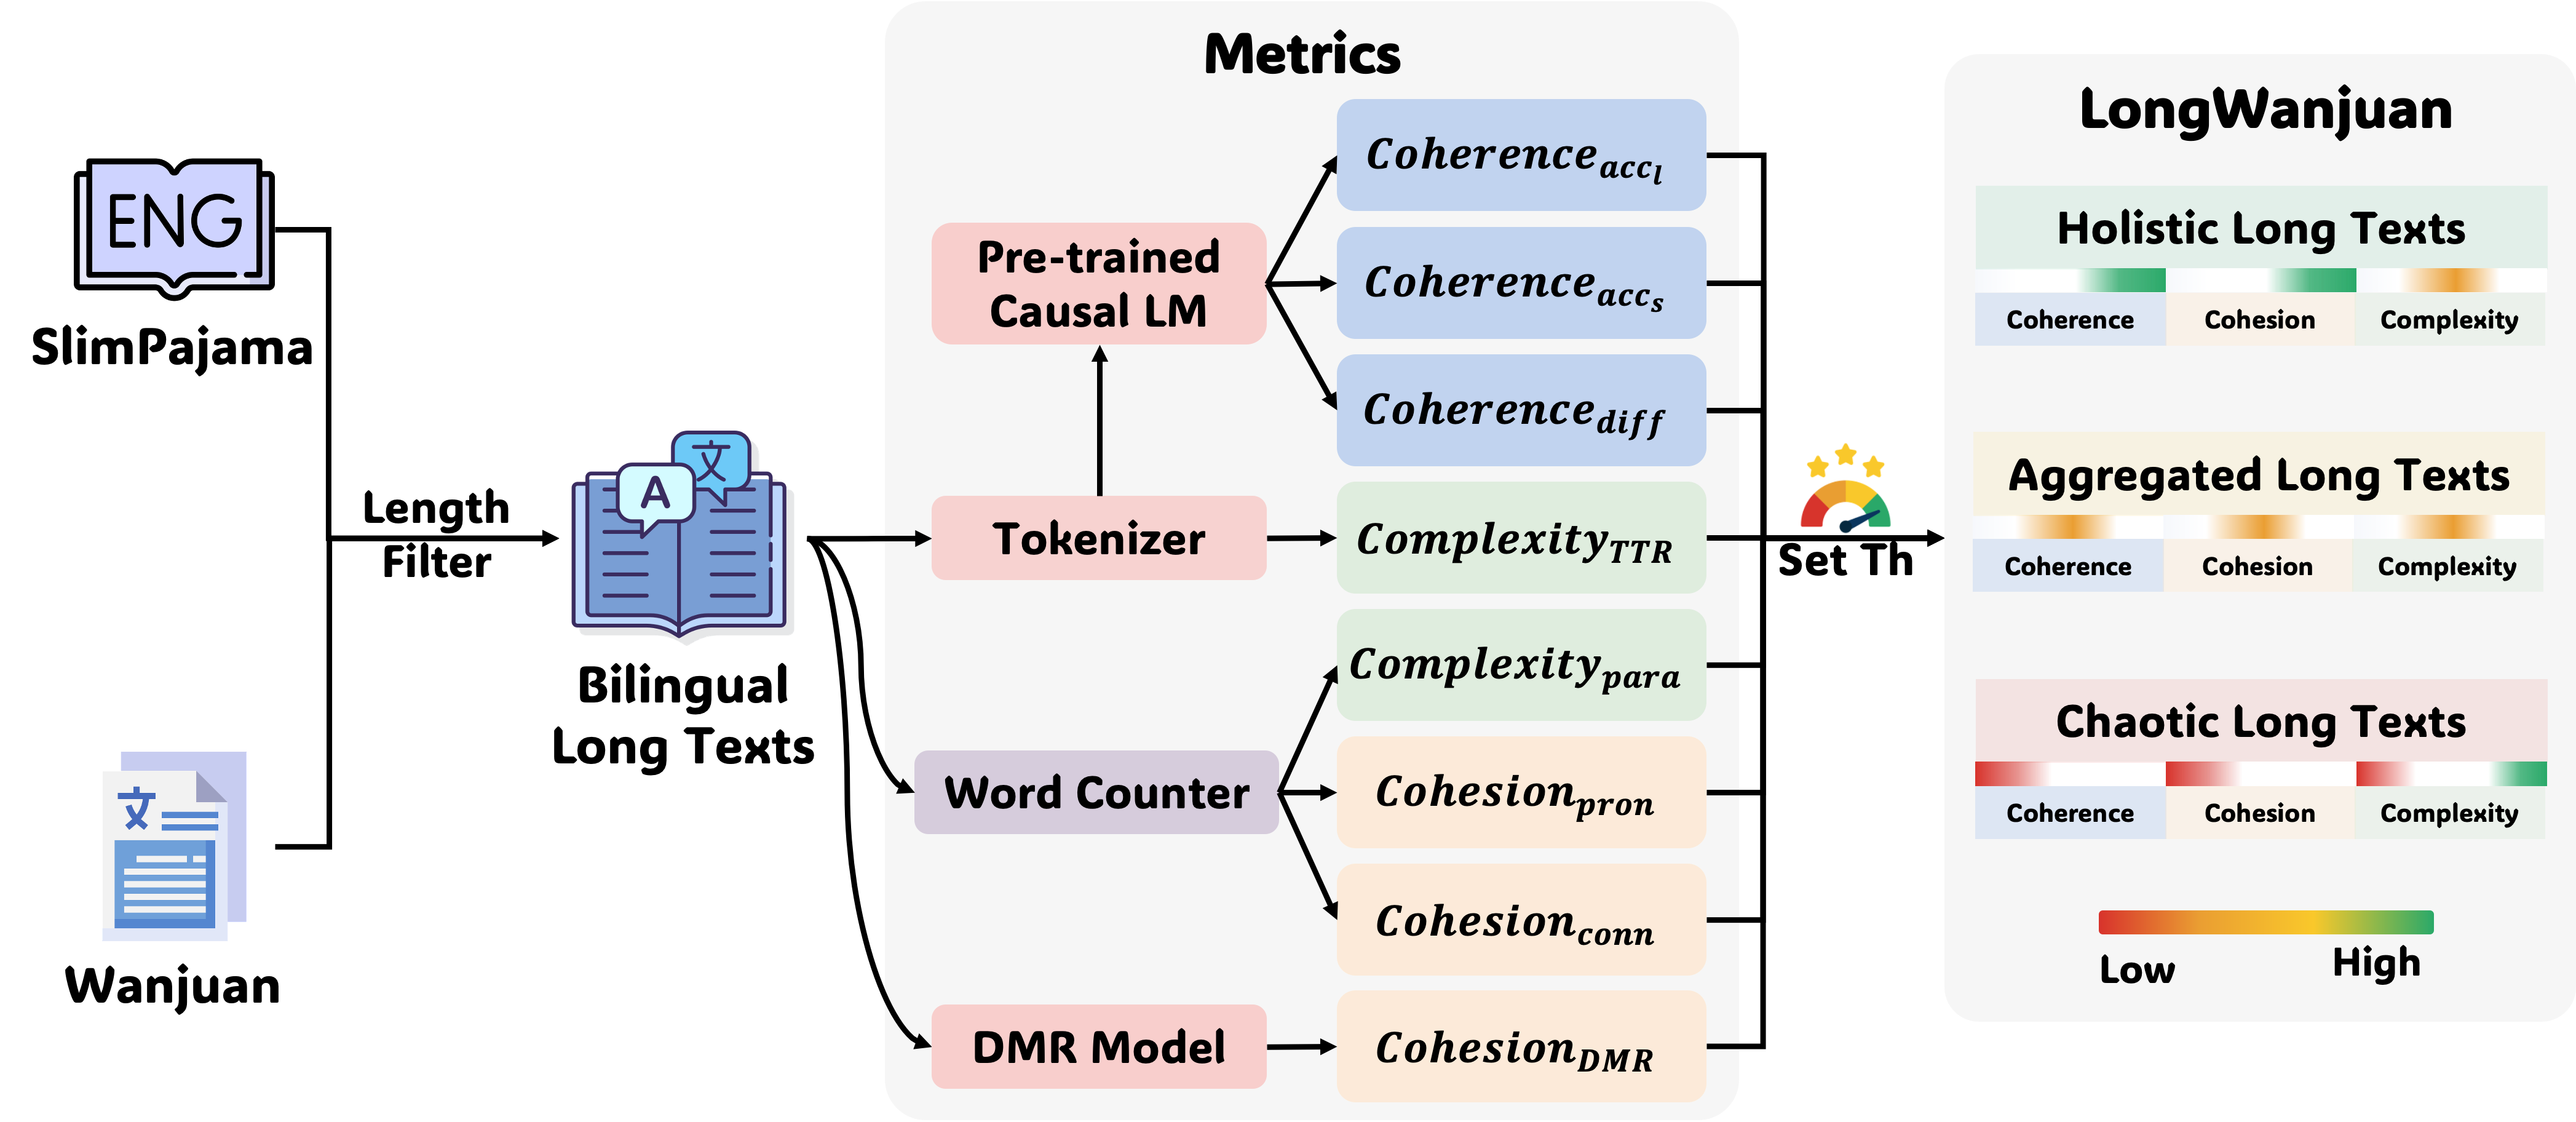 ENG
SlimPajama
文
Wanjuan
Length
Filter
A
文
Bilingual
Long Texts
Metrics
Pre-trained
Causal LM
Tokenizer
Word Counter
DMR Model
Coherence_{acc_l}
Coherence_{acc_s}
Coherence_{diff}
Complexity_{TTR}
Complexity_{para}
Cohesion_{pron}
Cohesion_{conn}
Cohesion_{DMR}
Set Th
LongWanjuan
Holistic Long Texts
Coherence Cohesion Complexity
Aggregated Long Texts
Coherence Cohesion Complexity
Chaotic Long Texts
Coherence Cohesion Complexity
Low High